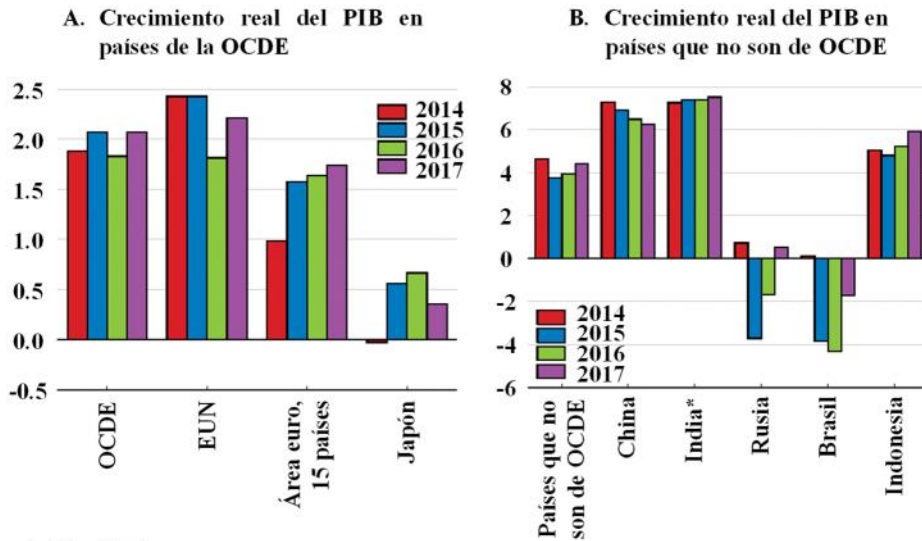 A. Crecimiento real del PIB en
países de la OCDE
2.5
2.0
1.5
1.0
0.5
0.0
-0.5
2014
2015
2016
2017
OCDE
EUN
Área euro,
15 países
Japón
B. Crecimiento real del PIB en
países que no son de OCDE
8
6
4
2
0
-2
-4
-6
2014
2015
2016
2017
Países que no
son de OCDE
China
India*
Rusia
Brasil
Indonesia